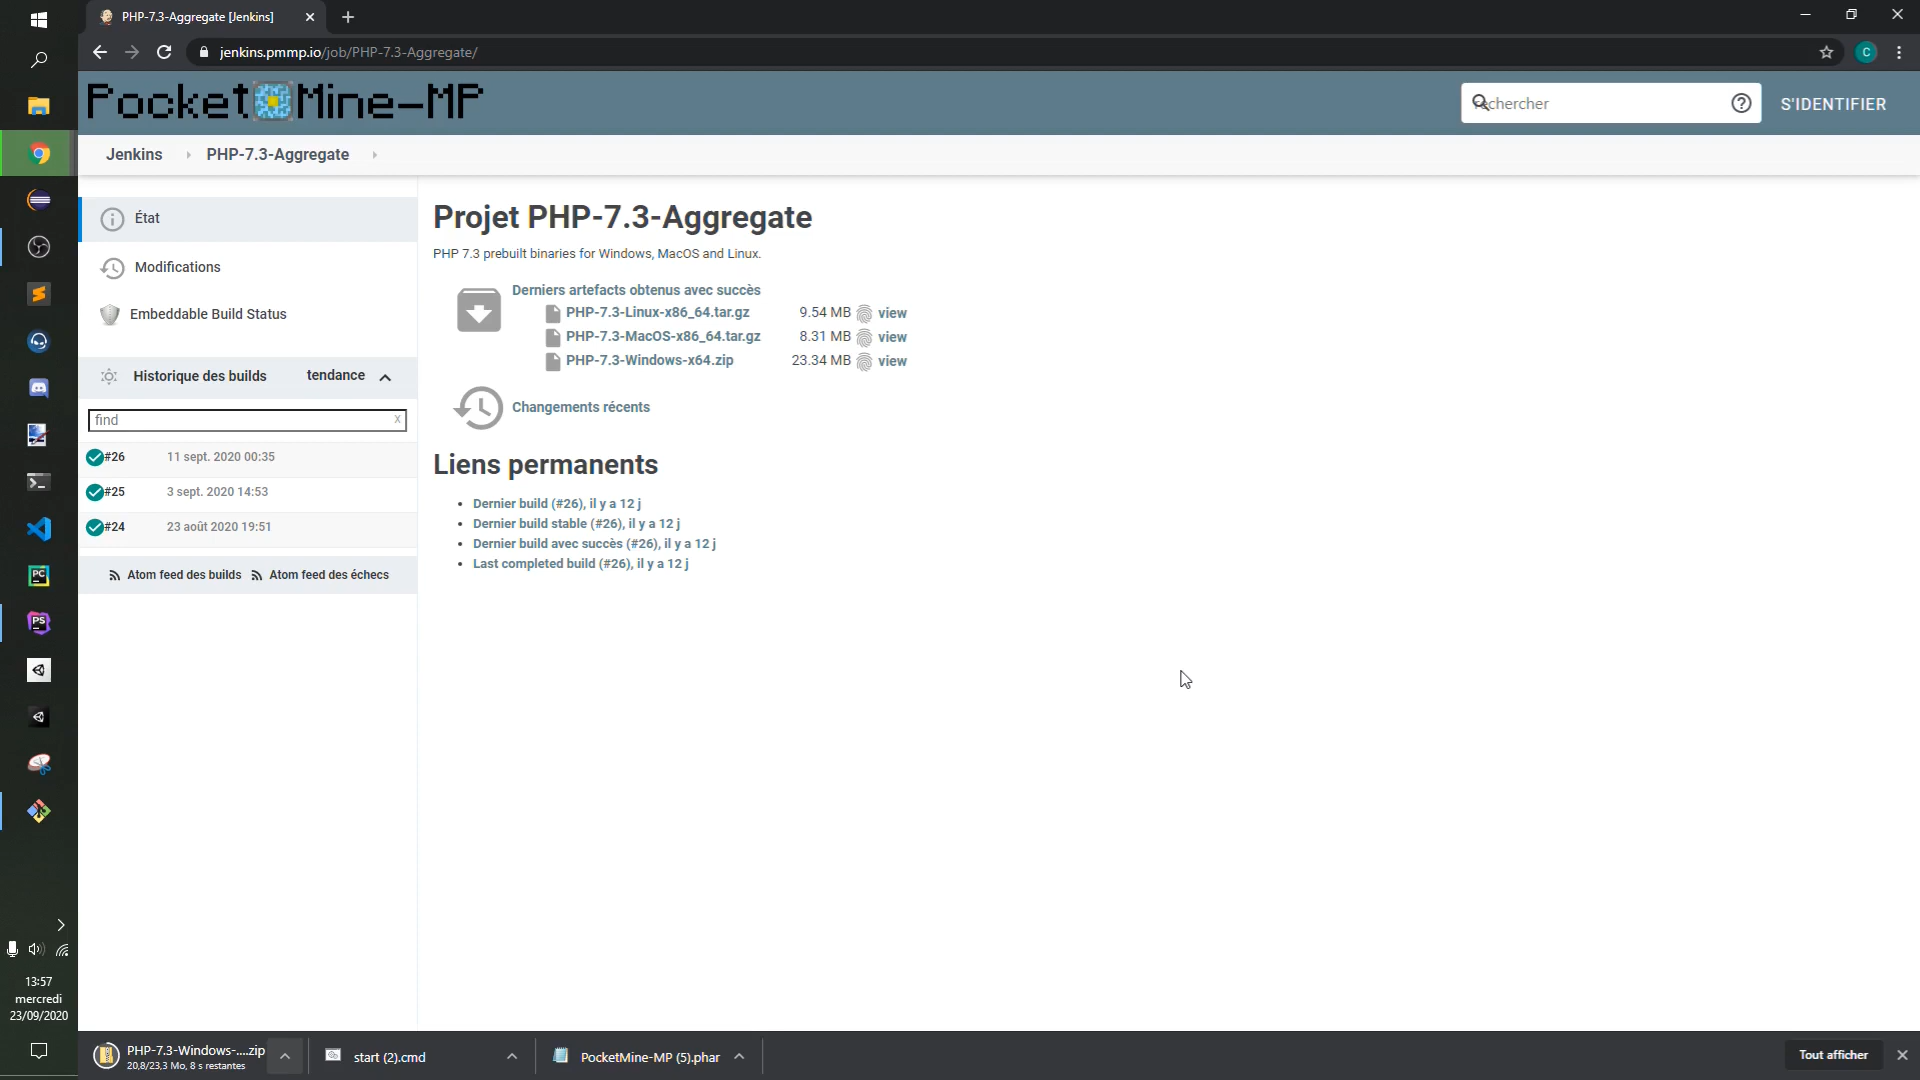 PHP-7.3-Aggregate [Jenkins]
jenkins.pmmp.io/job/PHP-7.3-Aggregate/
C
PocketMine-MP
chercher
S'IDENTIFIER
Jenkins
PHP-7.3-Aggregate
État
Modifications
Embeddable Build Status
Historique des builds
tendance
find
x
#26
11 sept. 2020 00:35
#25
3 sept. 2020 14:53
#24
23 août 2020 19:51
Atom feed des builds
Atom feed des échecs
Projet PHP-7.3-Aggregate
PHP 7.3 prebuilt binaries for Windows, MacOS and Linux.
Derniers artefacts obtenus avec succès
PHP-7.3-Linux-x86_64.tar.gz 9.54 MB view
PHP-7.3-MacOS-x86_64.tar.gz 8.31 MB view
PHP-7.3-Windows-x64.zip 23.34 MB view
Changements récents
Liens permanents
Dernier build (#26), il y a 12 j
Dernier build stable (#26), il y a 12 j
Dernier build avec succès (#26), il y a 12 j
Last completed build (#26), il y a 12 j
PC
PS
13:57
mercredi
23/09/2020
PHP-7.3-Windows-....zip
20,8/23,3 Mo, 8 s restantes
start (2).cmd
PocketMine-MP (5).phar
Tout afficher